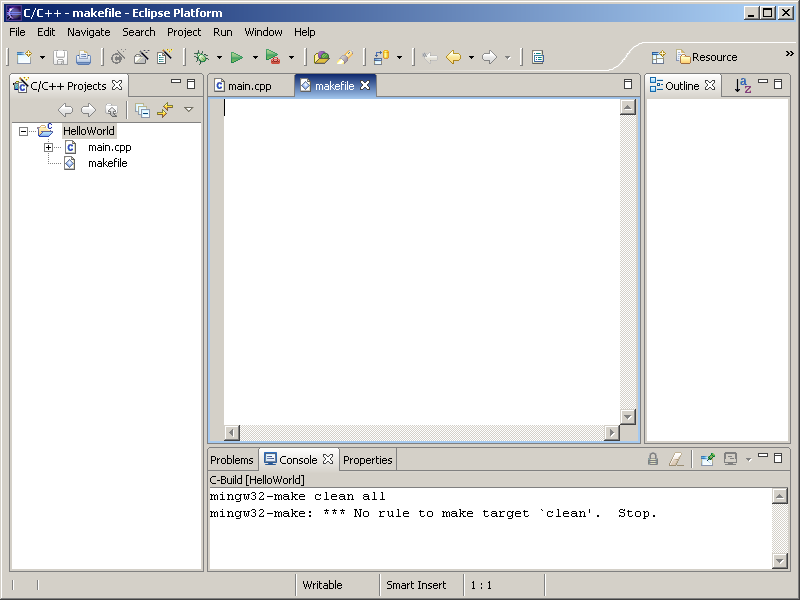 C/C++ - makefile - Eclipse Platform
File Edit Navigate Search Project Run Window Help
Resource »
C/C++ Projects
main.cpp
makefile
Outline
HelloWorld
main.cpp
makefile
Problems Console Properties
C-Build [HelloWorld]
mingw32-make clean all
mingw32-make: *** No rule to make target `clean'.  Stop.
Writable Smart Insert 1 : 1